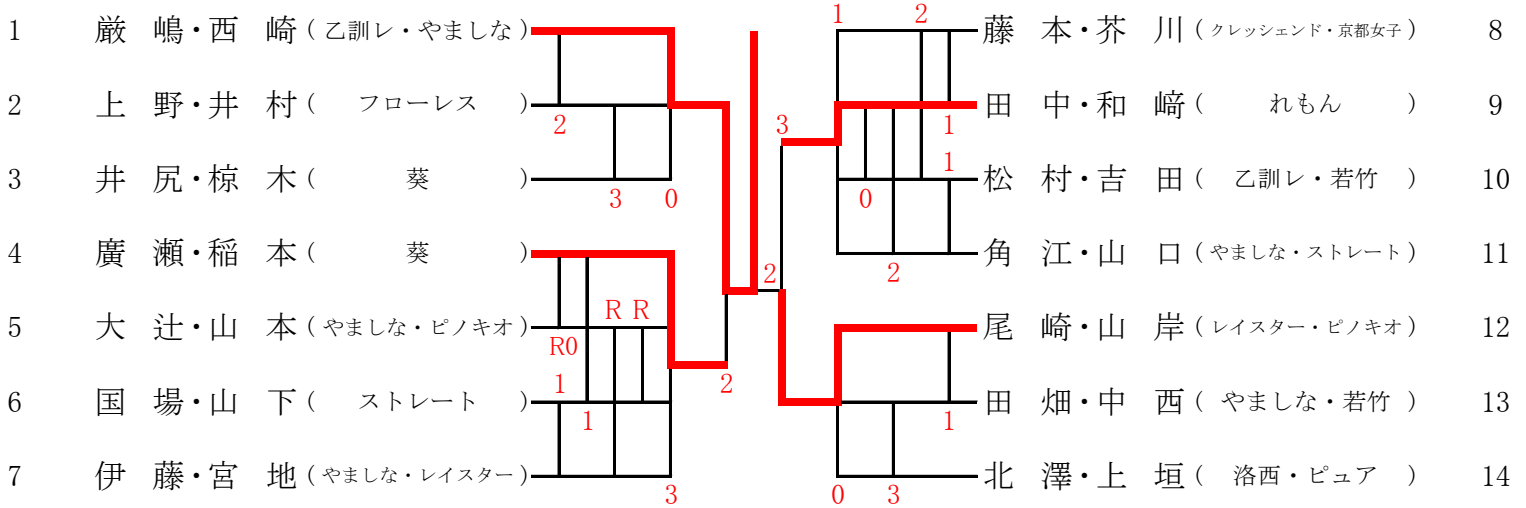 1 厳 嶋・西 崎 ( 乙訓レ・やましな )
2 上 野・井 村 ( フローレス )
3 井 尻・椋 木 ( 葵 )
4 廣 瀬・稲 本 ( 葵 )
5 大 辻・山 本 ( やましな・ピノキオ )
6 国 場・山 下 ( ストレート )
7 伊 藤・宮 地 ( やましな・レイスター )
2
3 0
R R
R0
1
1
2
3
2
1 2
3
1
1
0
2
1
0 3
藤 本・芥 川 ( クレッシェンド・京都女子 ) 8
田 中・和 﨑 ( れもん ) 9
松 村・吉 田 ( 乙訓レ・若竹 ) 10
角 江・山 口 ( やましな・ストレート ) 11
尾 崎・山 岸 ( レイスター・ピノキオ ) 12
田 畑・中 西 ( やましな・若竹 ) 13
北 澤・上 垣 ( 洛西・ピュア ) 14